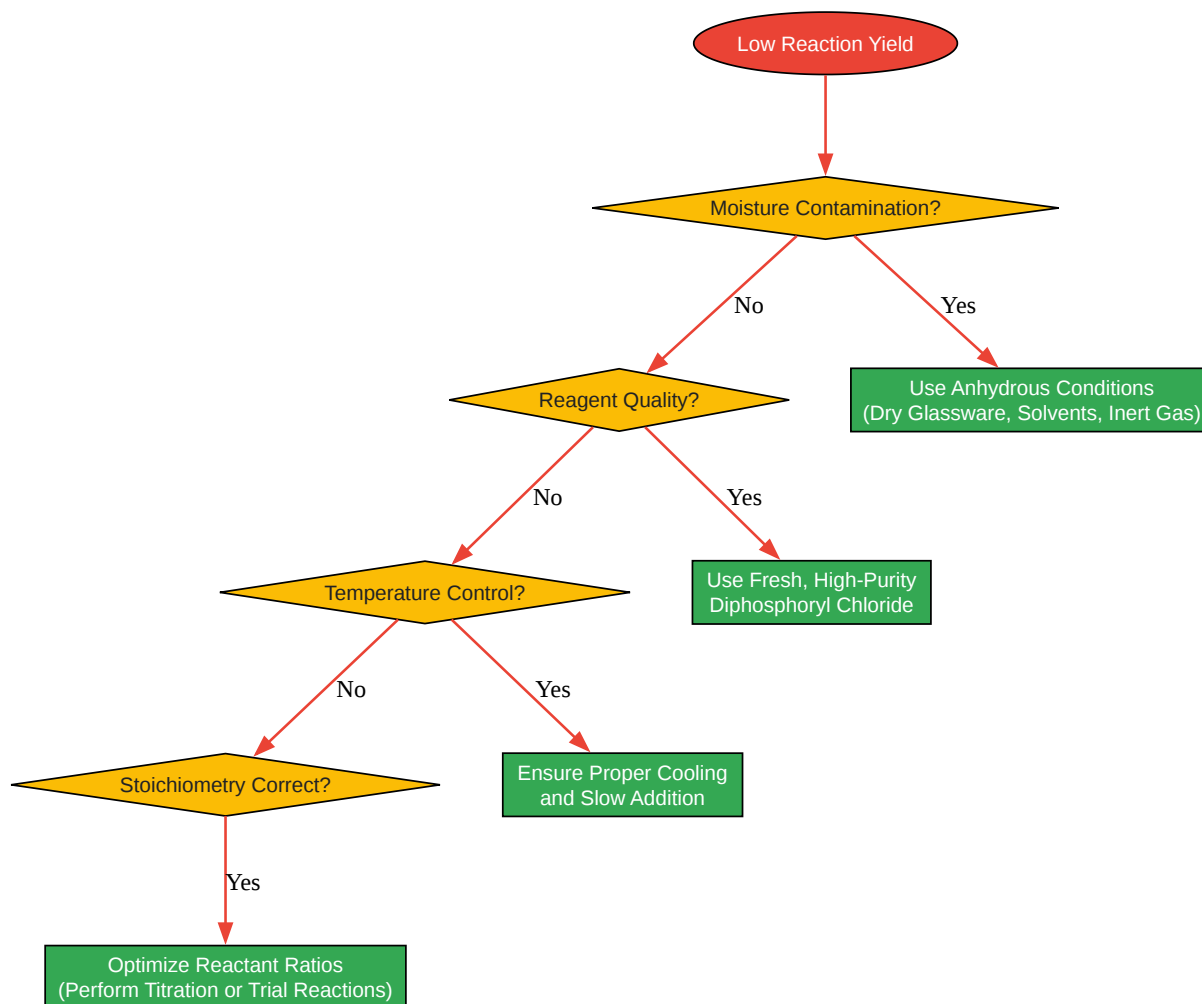 Low Reaction Yield
Moisture Contamination?
No
Yes
Reagent Quality?
Use Anhydrous Conditions
(Dry Glassware, Solvents, Inert Gas)
No
Yes
Temperature Control?
Use Fresh, High-Purity
Diphosphoryl Chloride
No
Yes
Stoichiometry Correct?
Ensure Proper Cooling
and Slow Addition
Yes
Optimize Reactant Ratios
(Perform Titration or Trial Reactions)